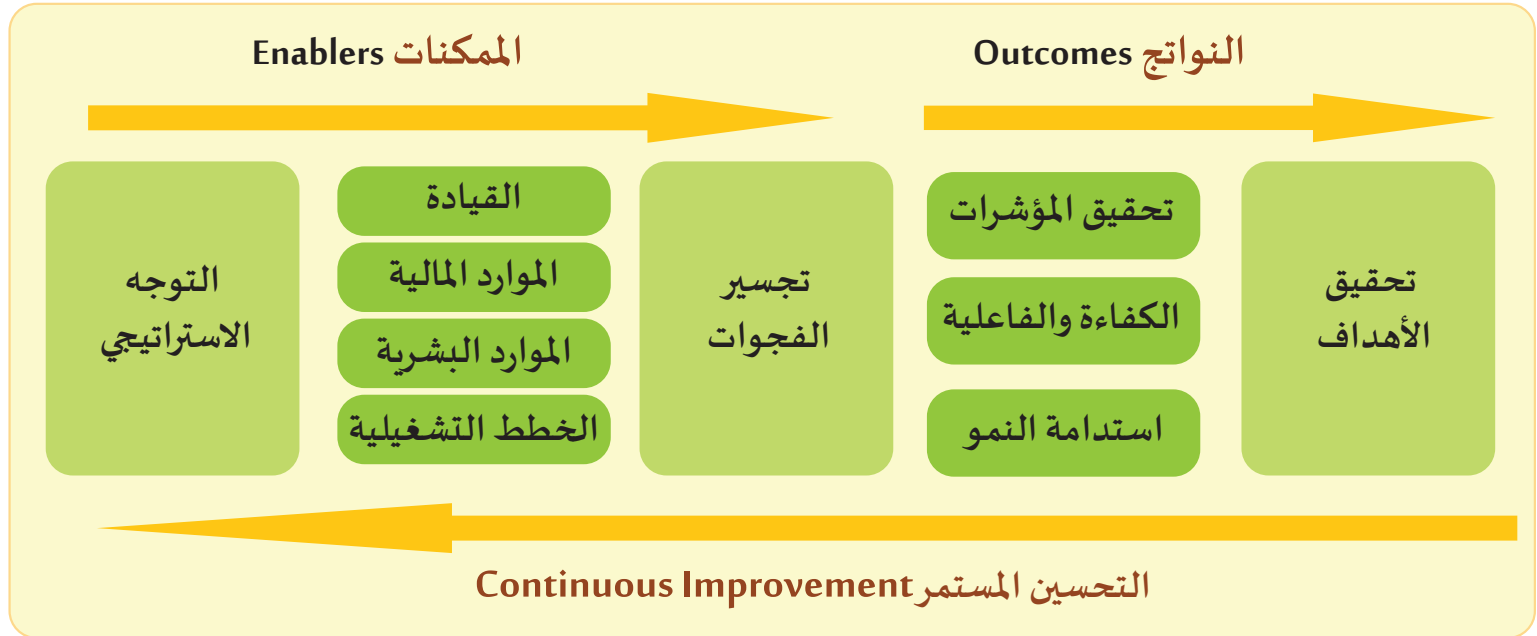 الممكنات Enablers
النواتج Outcomes
التوجه
الاستراتيجي
القيادة
الموارد المالية
الموارد البشرية
الخطط التشغيلية
تجسير
الفجوات
تحقيق المؤشرات
الكفاءة والفاعلية
استدامة النمو
تحقيق
الأهداف
التحسين المستمر Continuous Improvement